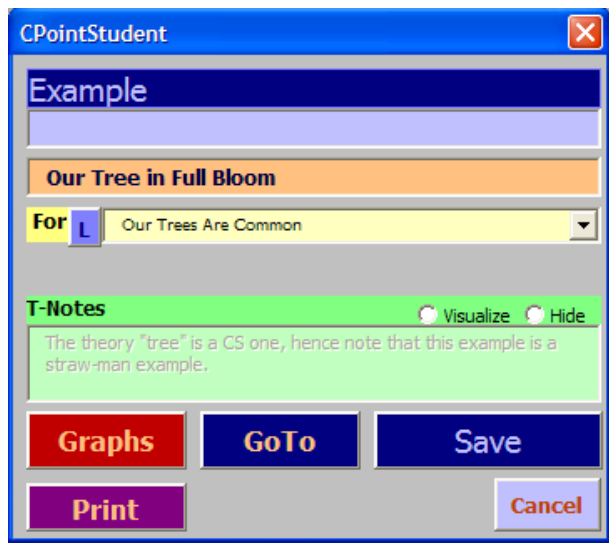 CPointStudent
Example
Our Tree in Full Bloom
For L Our Trees Are Common
T-Notes Visualize Hide
The theory "tree" is a CS one, hence note that this example is a
straw-man example.
Graphs GoTo Save
Print Cancel